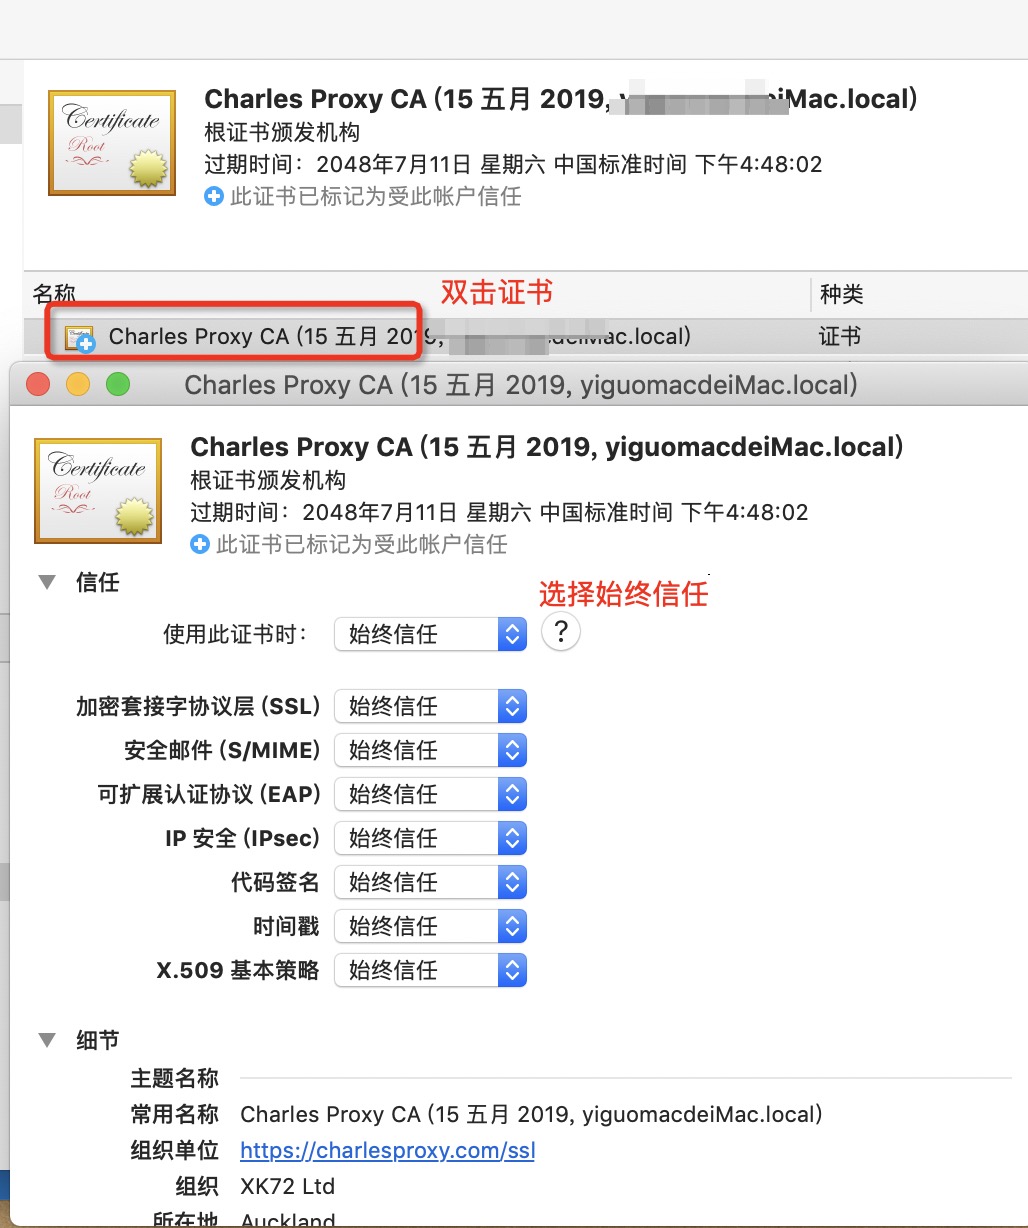 Certificate
Root
Charles Proxy CA (15 五月 2019, iMac.local)
根证书颁发机构
过期时间：2048年7月11日 星期六 中国标准时间 下午4:48:02
此证书已标记为受此帐户信任
名称
双击证书
种类
Charles Proxy CA (15 五月 2019, deiMac.local)
证书
Charles Proxy CA (15 五月 2019, yiguomacdeiMac.local)
Certificate
Root
Charles Proxy CA (15 五月 2019, yiguomacdeiMac.local)
根证书颁发机构
过期时间：2048年7月11日 星期六 中国标准时间 下午4:48:02
此证书已标记为受此帐户信任
信任
选择始终信任
使用此证书时： 始终信任 ?
加密套接字协议层 (SSL) 始终信任
安全邮件 (S/MIME) 始终信任
可扩展认证协议 (EAP) 始终信任
IP 安全 (IPsec) 始终信任
代码签名 始终信任
时间戳 始终信任
X.509 基本策略 始终信任
细节
主题名称
常用名称 Charles Proxy CA (15 五月 2019, yiguomacdeiMac.local)
组织单位 https://charlesproxy.com/ssl
组织 XK72 Ltd
所在地 Auckland